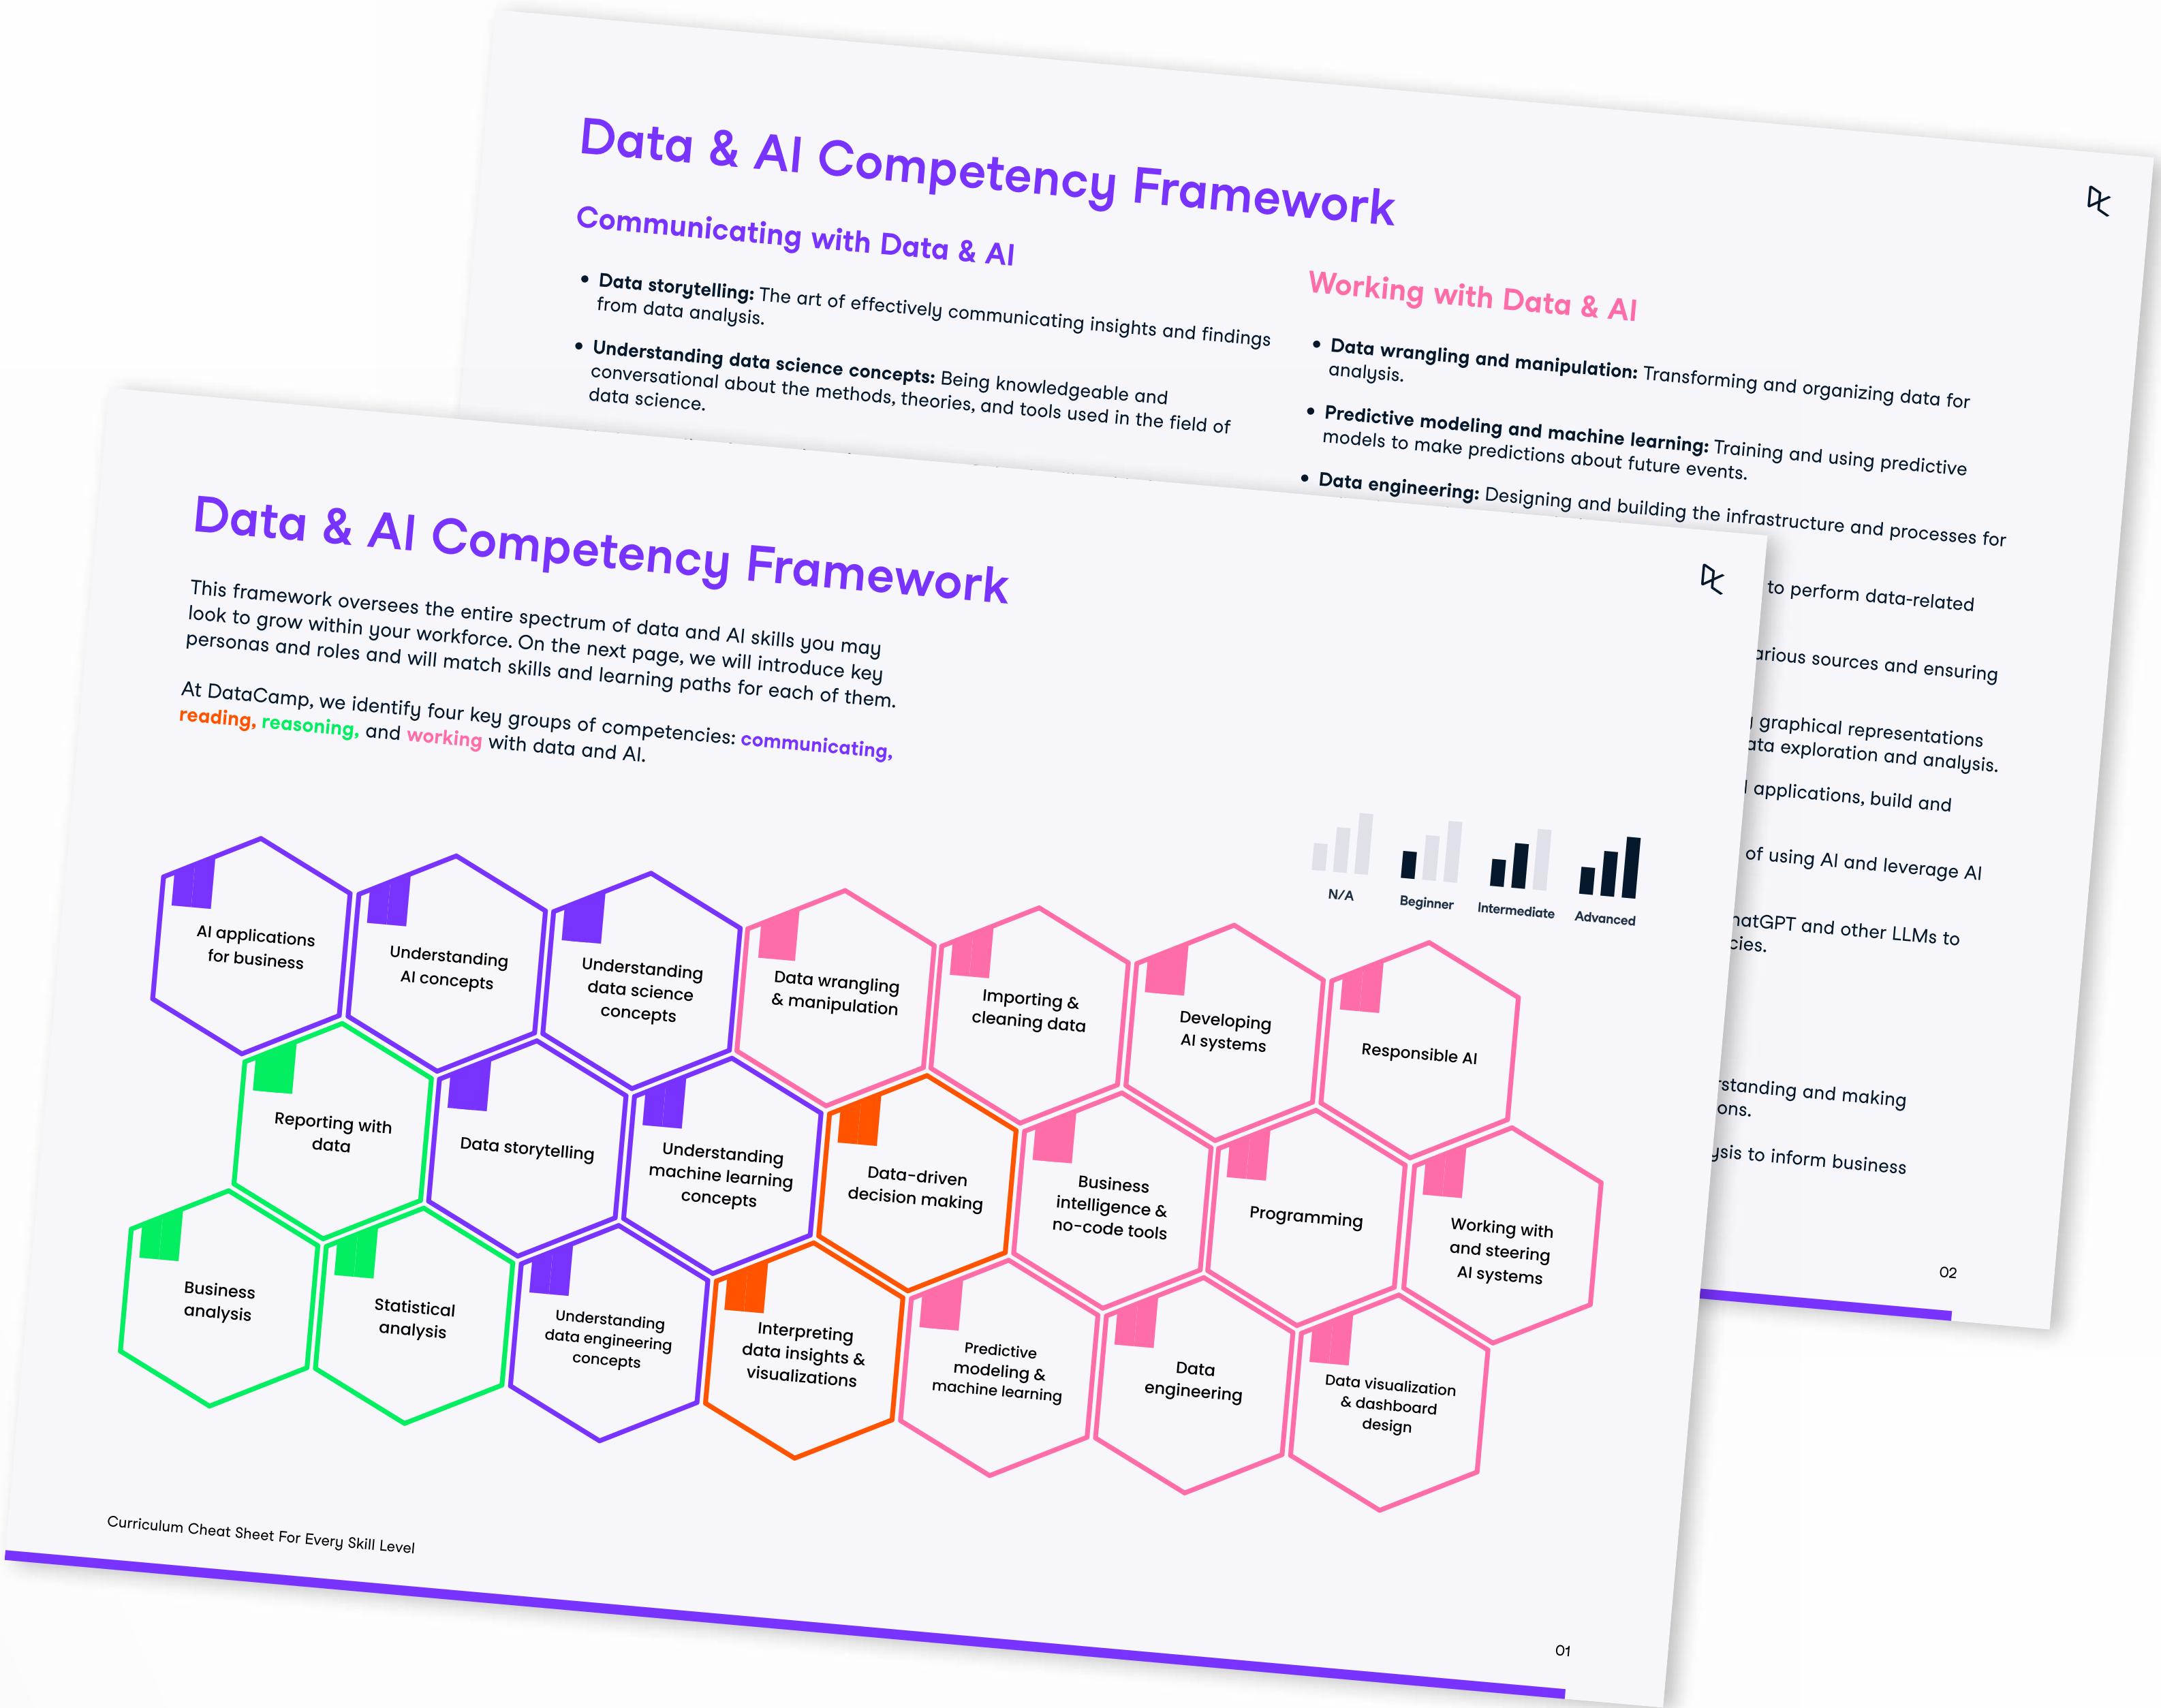 Data & AI Competency Framework
Communicating with Data & AI
• Data storytelling: The art of effectively communicating insights and findings
from data analysis.
• Understanding data science concepts: Being knowledgeable and
conversational about the methods, theories, and tools used in the field of
data science.
Working with Data & AI
• Data wrangling and manipulation: Transforming and organizing data for
analysis.
• Predictive modeling and machine learning: Training and using predictive
models to make predictions about future events.
• Data engineering: Designing and building the infrastructure and processes for
to perform data-related
various sources and ensuring
graphical representations
data exploration and analysis.
applications, build and
of using AI and leverage AI
ChatGPT and other LLMs to
standing and making
to inform business
02
Data & AI Competency Framework
This framework oversees the entire spectrum of data and AI skills you may
look to grow within your workforce. On the next page, we will introduce key
personas and roles and will match skills and learning paths for each of them.
At DataCamp, we identify four key groups of competencies: communicating,
reading, reasoning, and working with data and AI.
N/A
Beginner
Intermediate
Advanced
AI applications
for business
Understanding
AI concepts
Understanding
data science
concepts
Data wrangling
& manipulation
Importing &
cleaning data
Developing
AI systems
Responsible AI
Reporting with
data
Data storytelling
Understanding
machine learning
concepts
Data-driven
decision making
Business
intelligence &
no-code tools
Programming
Working with
and steering
AI systems
Business
analysis
Statistical
analysis
Understanding
data engineering
concepts
Interpreting
data insights &
visualizations
Predictive
modeling &
machine learning
Data
engineering
Data visualization
& dashboard
design
Curriculum Cheat Sheet For Every Skill Level
01